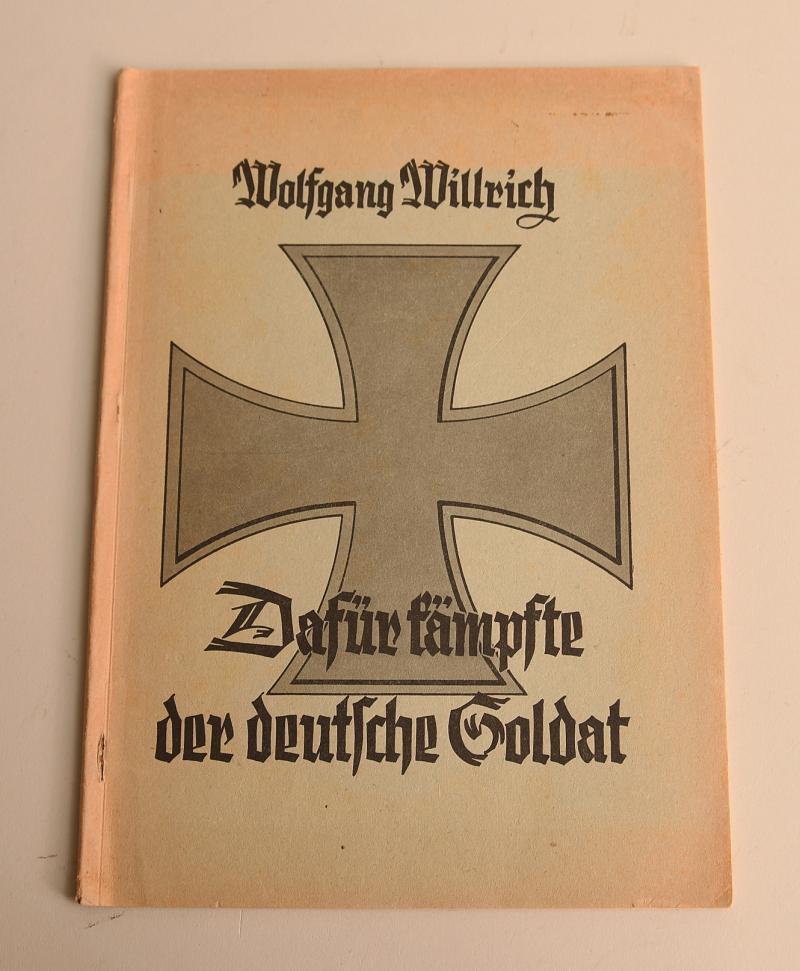 Wolfgang Willrich
Dafür kämpfte
der deutſche Soldat